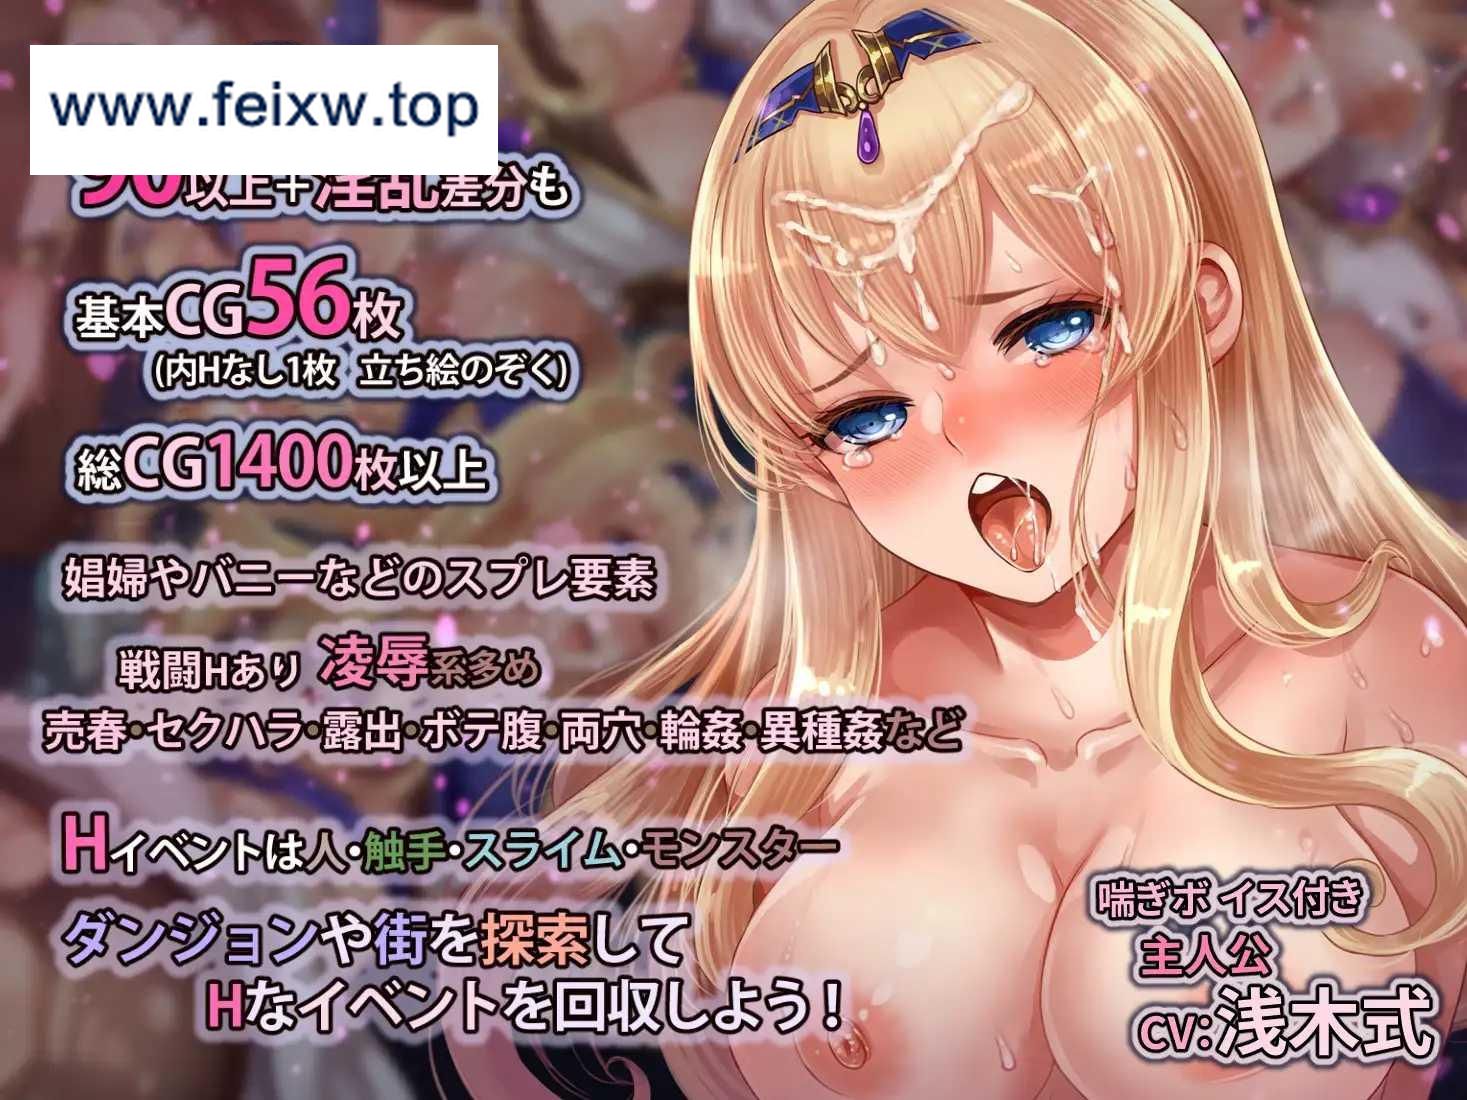 www.feixw.top
90以上+淫乱差分も
基本CG56枚
(内Hなし1枚 立ち絵のぞく)
総CG1400枚以上
娼婦やバニーなどのスプレ要素
戦闘Hあり 凌辱系多め
売春・セクハラ・露出・ボテ腹・両穴・輪姦・異種姦など
Hイベントは人・触手・スライム・モンスター
ダンジョンや街を探索して
Hなイベントを回収しよう!
喘ぎボイス付き
主人公
CV:浅木式